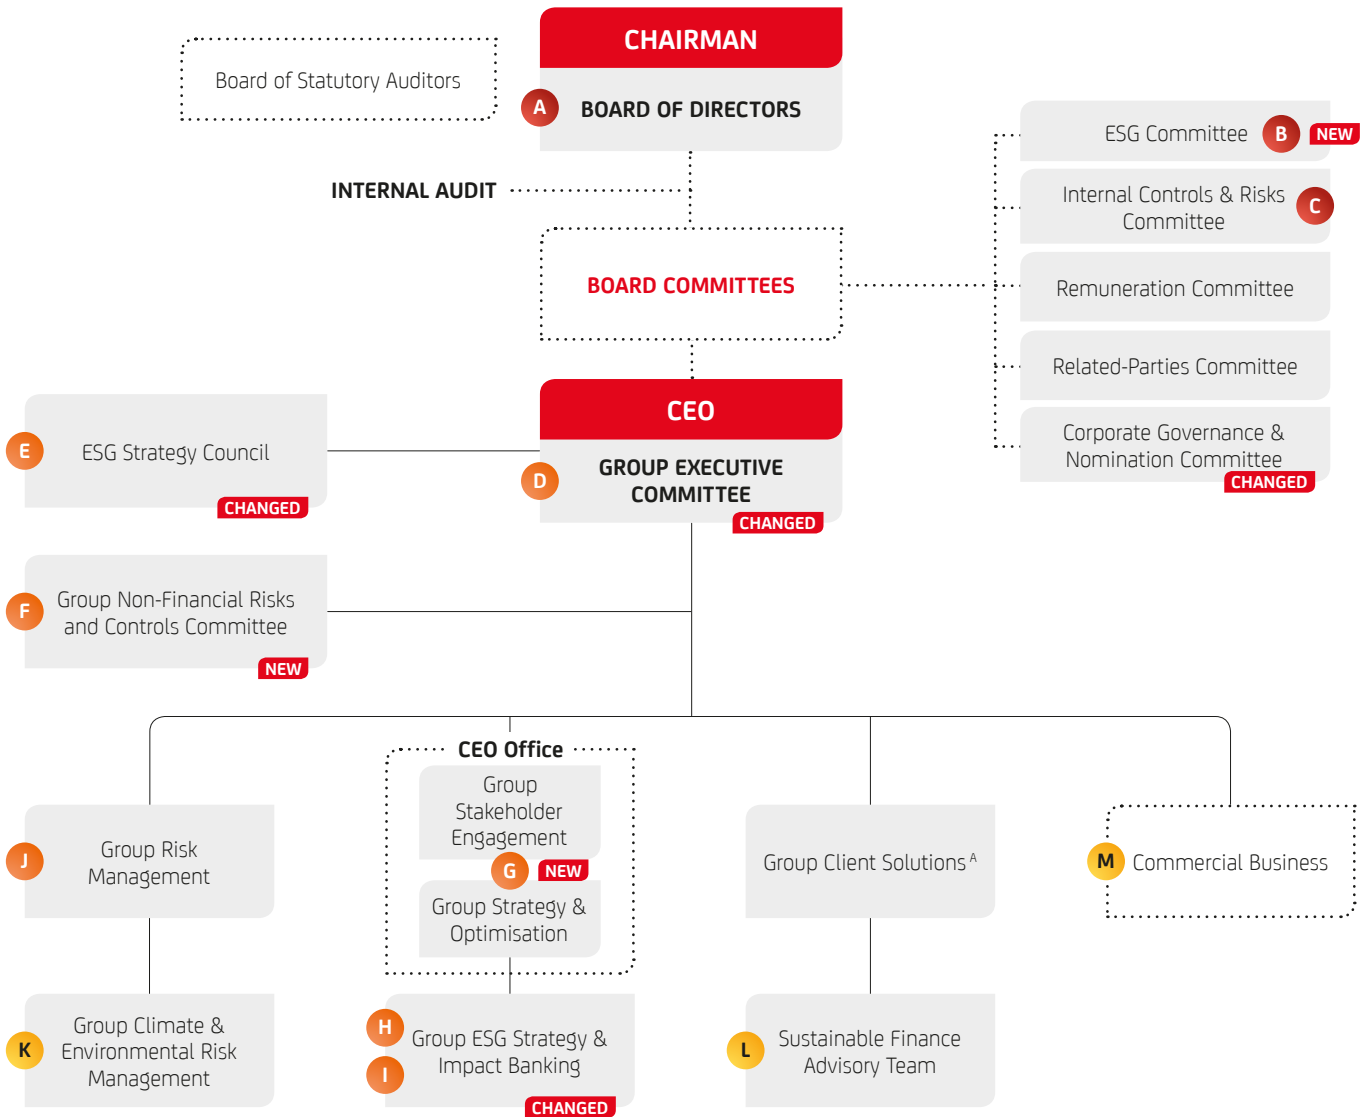 CHAIRMAN
Board of Statutory Auditors
A
BOARD OF DIRECTORS
ESG Committee
B
NEW
INTERNAL AUDIT
Internal Controls & Risks
Committee
C
BOARD COMMITTEES
Remuneration Committee
Related-Parties Committee
CEO
Corporate Governance &
Nomination Committee
CHANGED
E
ESG Strategy Council
CHANGED
D
GROUP EXECUTIVE
COMMITTEE
CHANGED
F
Group Non-Financial Risks
and Controls Committee
NEW
CEO Office
Group
Stakeholder
Engagement
G
NEW
Group Strategy &
Optimisation
J
Group Risk
Management
Group Client Solutions A
M
Commercial Business
K
Group Climate &
Environmental Risk
Management
H
I
Group ESG Strategy &
Impact Banking
CHANGED
L
Sustainable Finance
Advisory Team